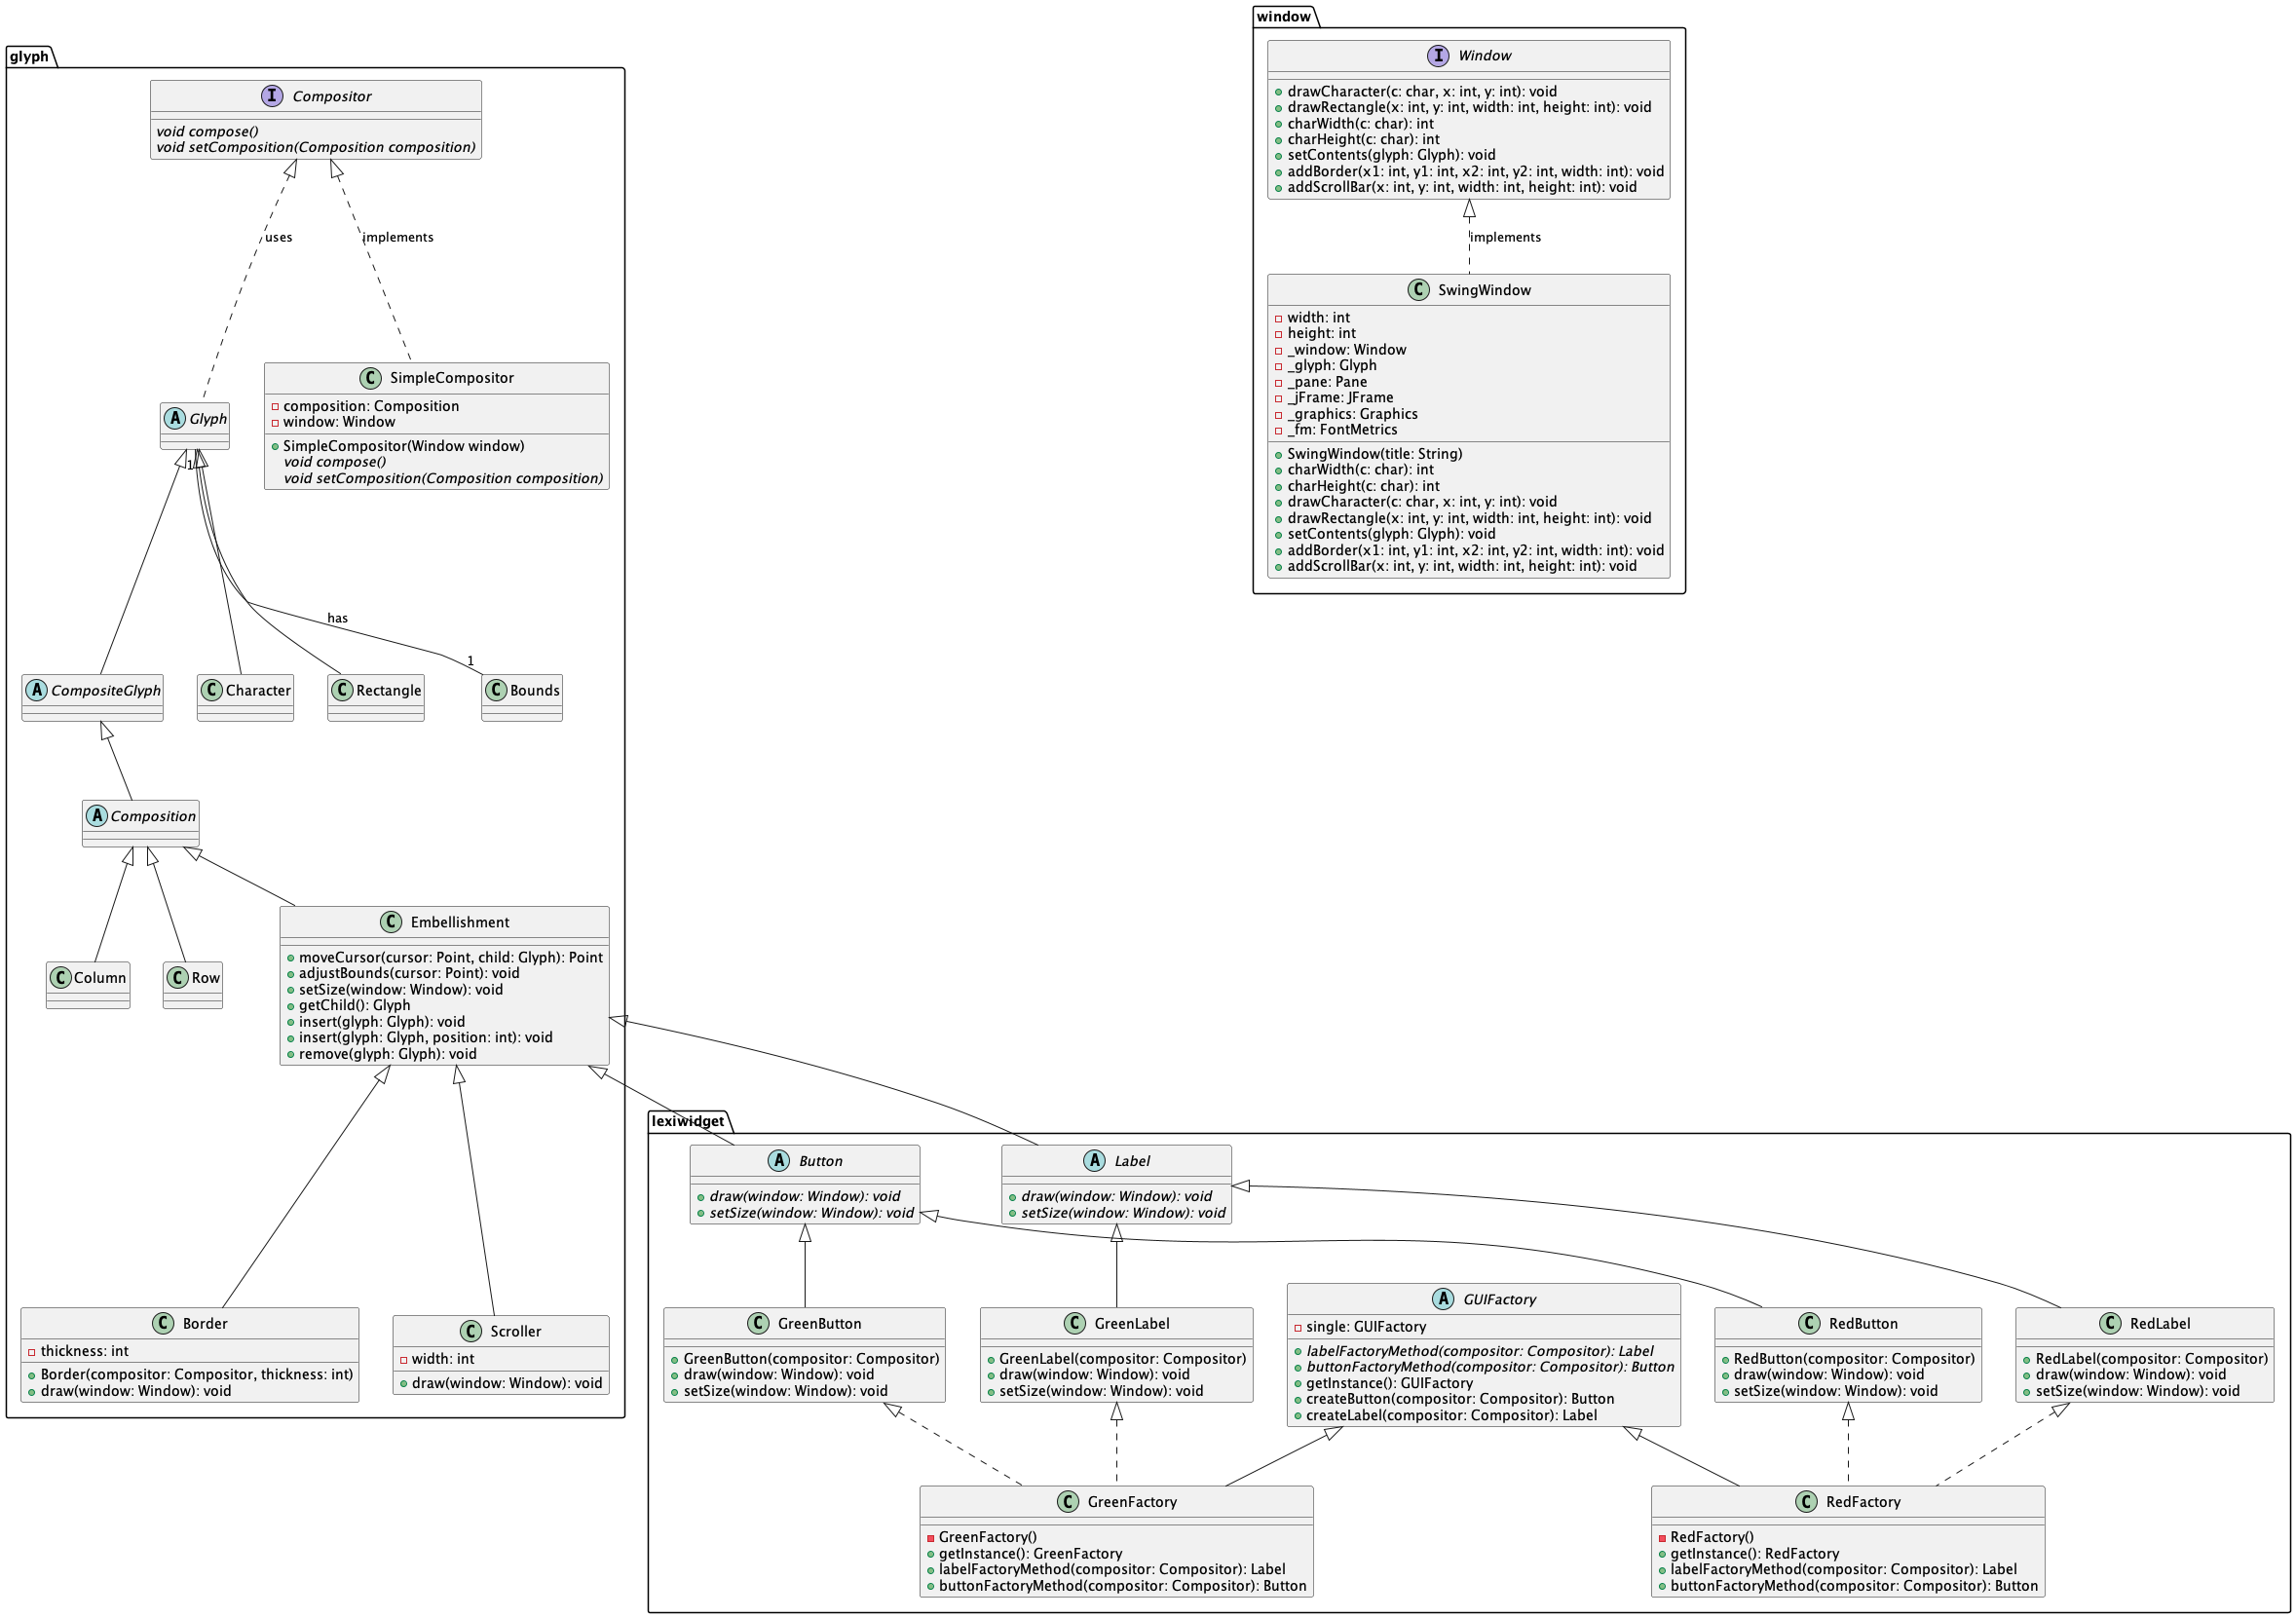 glyph
I Compositor
void compose()
void setComposition(Composition composition)
uses
implements
C SimpleCompositor
composition: Composition
window: Window
SimpleCompositor(Window window)
void compose()
void setComposition(Composition composition)
A Glyph
1
has
1
A CompositeGlyph
C Character
C Rectangle
C Bounds
A Composition
C Column
C Row
C Embellishment
moveCursor(cursor: Point, child: Glyph): Point
adjustBounds(cursor: Point): void
setSize(window: Window): void
getChild(): Glyph
insert(glyph: Glyph): void
insert(glyph: Glyph, position: int): void
remove(glyph: Glyph): void
C Border
thickness: int
Border(compositor: Compositor, thickness: int)
draw(window: Window): void
C Scroller
width: int
draw(window: Window): void
window
I Window
drawCharacter(c: char, x: int, y: int): void
drawRectangle(x: int, y: int, width: int, height: int): void
charWidth(c: char): int
charHeight(c: char): int
setContents(glyph: Glyph): void
addBorder(x1: int, y1: int, x2: int, y2: int, width: int): void
addScrollBar(x: int, y: int, width: int, height: int): void
implements
C SwingWindow
width: int
height: int
_window: Window
_glyph: Glyph
_pane: Pane
_jFrame: JFrame
_graphics: Graphics
_fm: FontMetrics
SwingWindow(title: String)
charWidth(c: char): int
charHeight(c: char): int
drawCharacter(c: char, x: int, y: int): void
drawRectangle(x: int, y: int, width: int, height: int): void
setContents(glyph: Glyph): void
addBorder(x1: int, y1: int, x2: int, y2: int, width: int): void
addScrollBar(x: int, y: int, width: int, height: int): void
lexiwidget
A Button
draw(window: Window): void
setSize(window: Window): void
A Label
draw(window: Window): void
setSize(window: Window): void
C GreenButton
GreenButton(compositor: Compositor)
draw(window: Window): void
setSize(window: Window): void
C GreenLabel
GreenLabel(compositor: Compositor)
draw(window: Window): void
setSize(window: Window): void
A GUIFactory
single: GUIFactory
labelFactoryMethod(compositor: Compositor): Label
buttonFactoryMethod(compositor: Compositor): Button
getInstance(): GUIFactory
createButton(compositor: Compositor): Button
createLabel(compositor: Compositor): Label
C RedButton
RedButton(compositor: Compositor)
draw(window: Window): void
setSize(window: Window): void
C RedLabel
RedLabel(compositor: Compositor)
draw(window: Window): void
setSize(window: Window): void
C GreenFactory
GreenFactory()
getInstance(): GreenFactory
labelFactoryMethod(compositor: Compositor): Label
buttonFactoryMethod(compositor: Compositor): Button
C RedFactory
RedFactory()
getInstance(): RedFactory
labelFactoryMethod(compositor: Compositor): Label
buttonFactoryMethod(compositor: Compositor): Button